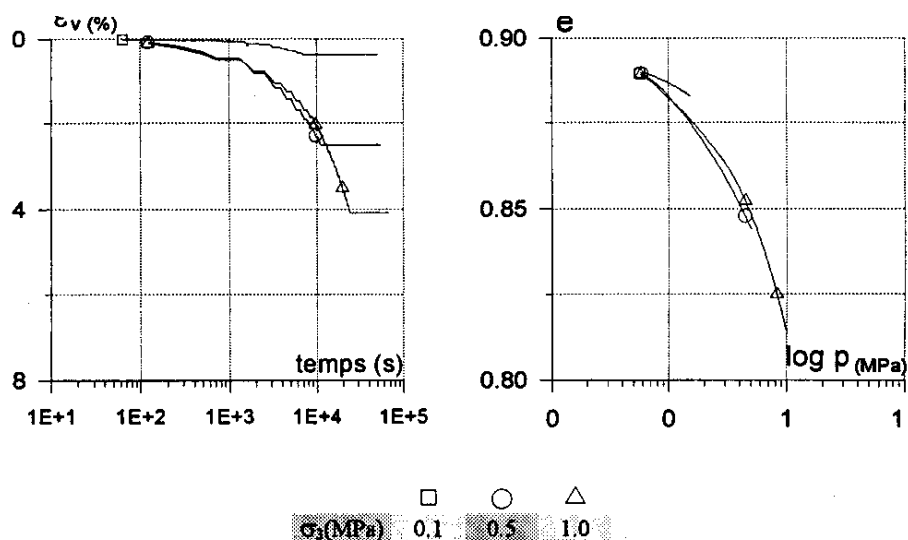 εv (%)
0
4
8
temps (s)
1E+1 1E+2 1E+3 1E+4 1E+5
e
0.90
0.85
0.80
log p (MPa)
0 0 1 1
σ3(MPa) 0.1 0.5 1.0